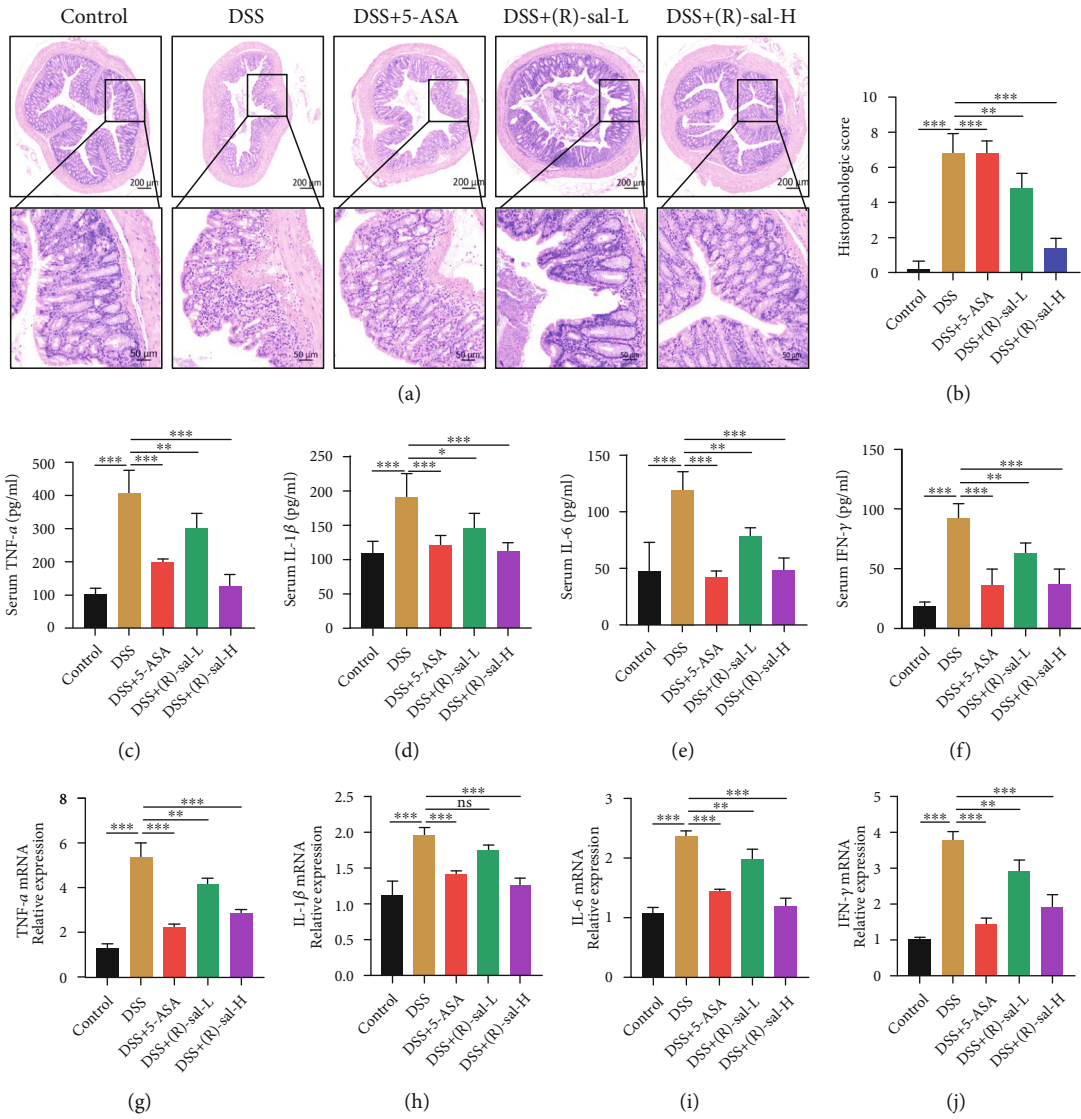 Control DSS DSS+5-ASA DSS+(R)-sal-L DSS+(R)-sal-H
200 μm 200 μm 200 μm 200 μm 200 μm
50 μm 50 μm 50 μm 50 μm 50 μm
(a)
Histopathologic score
10
8
6
4
2
0
***
**
*** ***
Control DSS DSS+5-ASA DSS+(R)-sal-L DSS+(R)-sal-H
(b)
Serum TNF-a (pg/ml)
500
400
300
200
100
0
***
**
*** ***
Control DSS DSS+5-ASA DSS+(R)-sal-L DSS+(R)-sal-H
(c)
Serum IL-1β (pg/ml)
250
200
150
100
50
0
***
*
*** ***
Control DSS DSS+5-ASA DSS+(R)-sal-L DSS+(R)-sal-H
(d)
Serum IL-6 (pg/ml)
150
100
50
0
***
**
*** ***
Control DSS DSS+5-ASA DSS+(R)-sal-L DSS+(R)-sal-H
(e)
Serum IFN-γ (pg/ml)
150
100
50
0
***
**
*** ***
Control DSS DSS+5-ASA DSS+(R)-sal-L DSS+(R)-sal-H
(f)
TNF-a mRNA
Relative expression
8
6
4
2
0
***
**
*** ***
Control DSS DSS+5-ASA DSS+(R)-sal-L DSS+(R)-sal-H
(g)
IL-1β mRNA
Relative expression
2.5
2.0
1.5
1.0
0.5
0.0
***
ns
*** ***
Control DSS DSS+5-ASA DSS+(R)-sal-L DSS+(R)-sal-H
(h)
IL-6 mRNA
Relative expression
3
2
1
0
***
**
*** ***
Control DSS DSS+5-ASA DSS+(R)-sal-L DSS+(R)-sal-H
(i)
IFN-γ mRNA
Relative expression
5
4
3
2
1
0
***
**
*** ***
Control DSS DSS+5-ASA DSS+(R)-sal-L DSS+(R)-sal-H
(j)